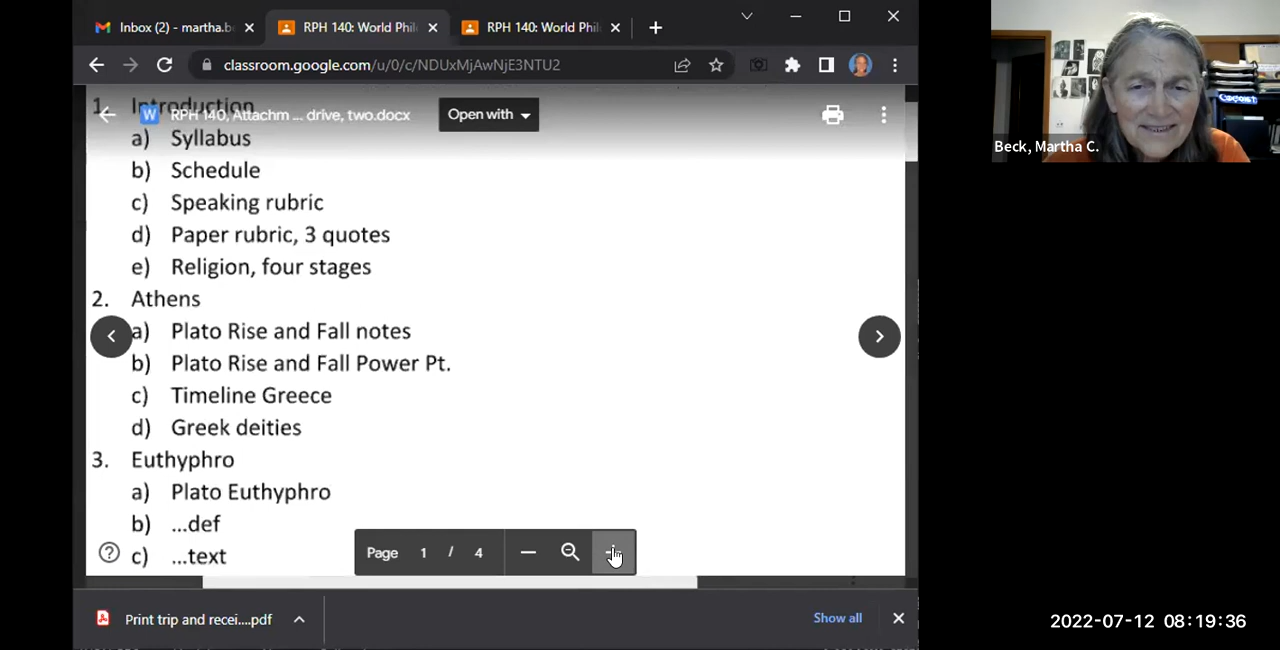 Inbox (2) - martha.b
RPH 140: World Phil
RPH 140: World Phil
classroom.google.com/u/0/c/NDUxMjAwNjE3NTU2
1. Introduction
W RPH 140, Attachm ... drive, two.docx
Open with
a) Syllabus
b) Schedule
c) Speaking rubric
d) Paper rubric, 3 quotes
e) Religion, four stages
2. Athens
a) Plato Rise and Fall notes
b) Plato Rise and Fall Power Pt.
c) Timeline Greece
d) Greek deities
3. Euthyphro
a) Plato Euthyphro
b) ...def
c) ...text
Page 1 / 4
Print trip and recei....pdf
Show all
Beck, Martha C.
2022-07-12 08:19:36